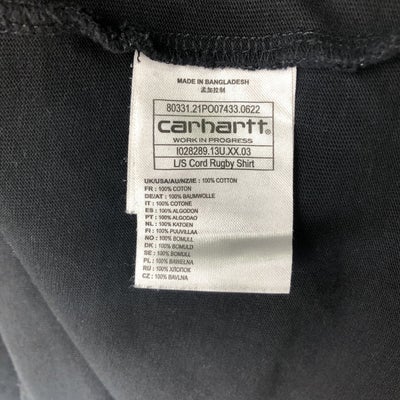 MADE IN BANGLADESH
孟加拉制
80331.21PO07433.0622
carhartt®
WORK IN PROGRESS
I028289.13U.XX.03
L/S Cord Rugby Shirt
UK/USA/AU/NZ/IE : 100% COTTON
FR : 100% COTON
DE/AT : 100% BAUMWOLLE
IT : 100% COTONE
ES : 100% ALGODON
PT : 100% ALGODAO
NL : 100% KATOEN
FI : 100% PUUVILLAA
NO : 100% BOMULL
DK : 100% BOMULD
SE : 100% BOMULL
PL : 100% BAWEŁNA
RU : 100% ХЛОПОК
CZ : 100% BAVLNA